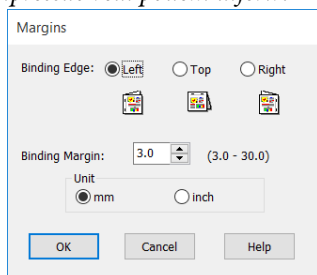 Margins
Binding Edge: Left Top Right
Binding Margin: 3.0 (3.0 - 30.0)
Unit
mm inch
OK Cancel Help